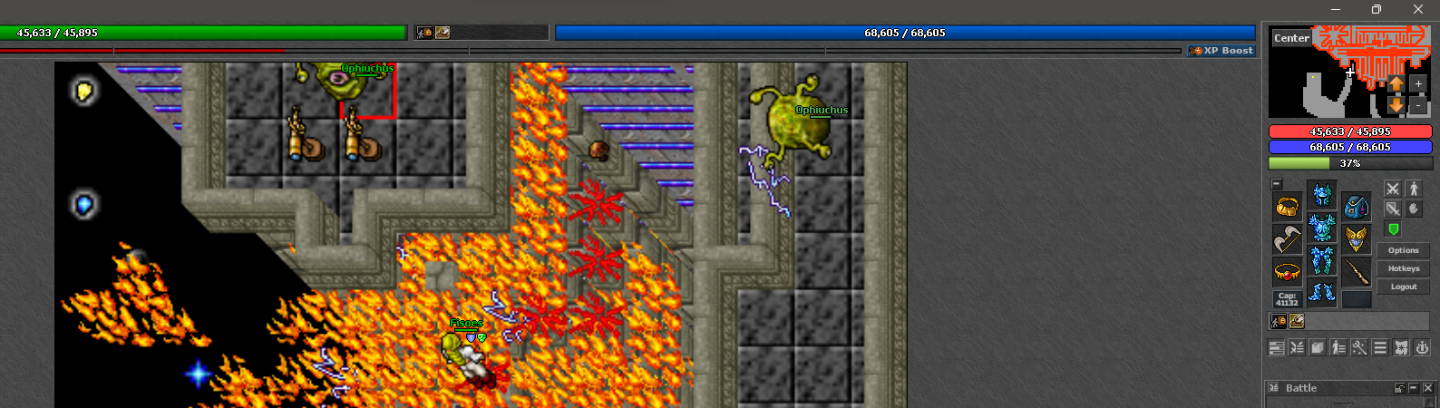 45,633 / 45,895
68,605 / 68,605
XP Boost
Center
Ophiuchus
Ophiuchus
45,633 / 45,895
68,605 / 68,605
37%
Options
Hotkeys
Logout
Cap:
41132
Fisoes
Battle